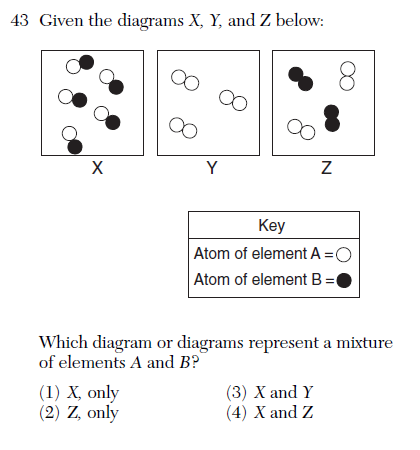 43 Given the diagrams X, Y, and Z below:
X Y Z
Key
Atom of element A =
Atom of element B =
Which diagram or diagrams represent a mixture
of elements A and B?
(1) X, only (3) X and Y
(2) Z, only (4) X and Z